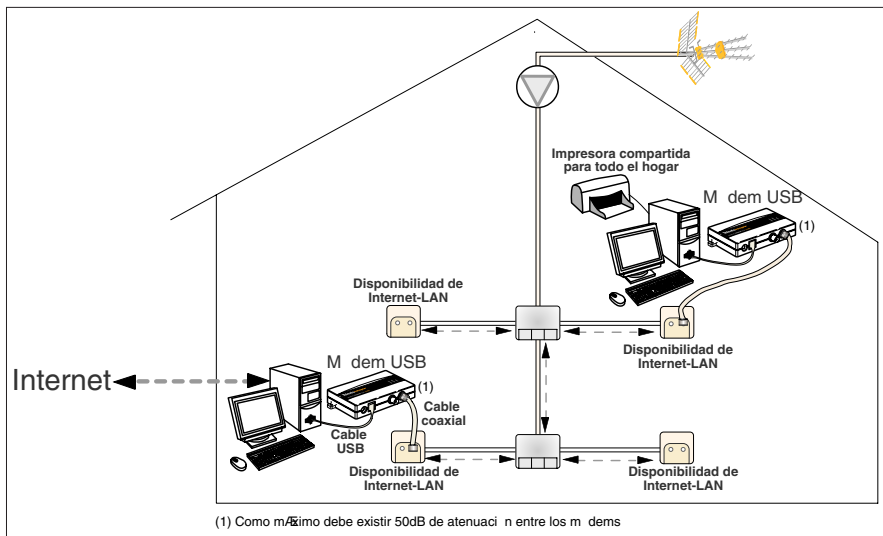 Impresora compartida
para todo el hogar
M dem USB
(1)
Disponibilidad de
Internet-LAN
Disponibilidad de
Internet-LAN
Internet
M dem USB
(1)
Cable
coaxial
Cable
USB
Disponibilidad de
Internet-LAN
Disponibilidad de
Internet-LAN
(1) Como mÆximo debe existir 50dB de atenuaci n entre los m dems